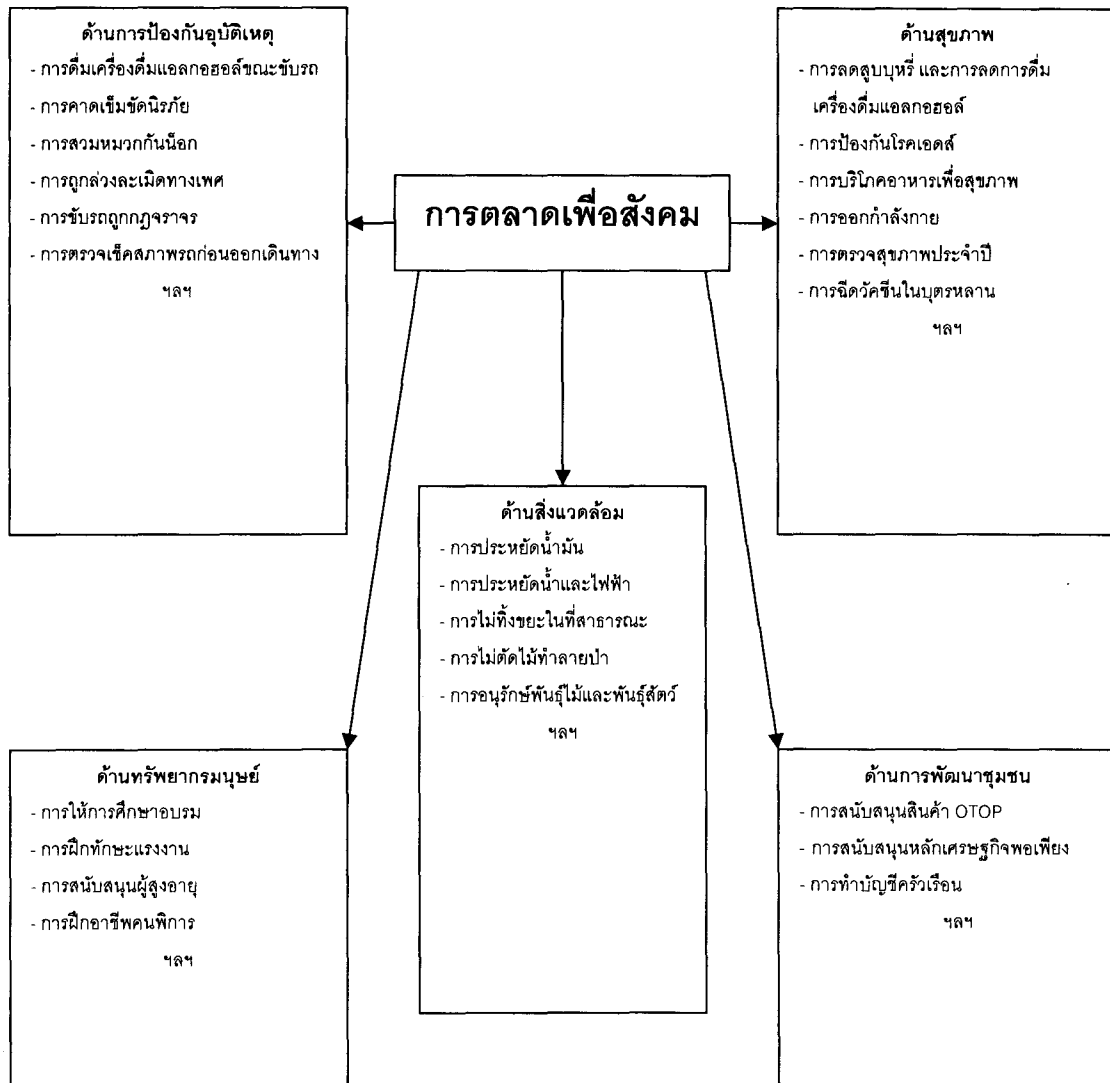 ด้านการป้องกันอุบัติเหตุ
- การดื่มเครื่องดื่มแอลกอฮอล์ขณะขับรถ
- การคาดเข็มขัดนิรภัย
- การสวมหมวกกันน็อก
- การถูกล่วงละเมิดทางเพศ
- การขับรถถูกกฎจราจร
- การตรวจเช็คสภาพรถก่อนออกเดินทาง
ฯลฯ
การตลาดเพื่อสังคม
ด้านสุขภาพ
- การลดสูบบุหรี่ และการลดการดื่ม
เครื่องดื่มแอลกอฮอล์
- การป้องกันโรคเอดส์
- การบริโภคอาหารเพื่อสุขภาพ
- การออกกำลังกาย
- การตรวจสุขภาพประจำปี
- การฉีดวัคซีนในบุตรหลาน
ฯลฯ
ด้านสิ่งแวดล้อม
- การประหยัดน้ำมัน
- การประหยัดน้ำและไฟฟ้า
- การไม่ทิ้งขยะในที่สาธารณะ
- การไม่ตัดไม้ทำลายป่า
- การอนุรักษ์พันธุ์ไม้และพันธุ์สัตว์
ฯลฯ
ด้านทรัพยากรมนุษย์
- การให้การศึกษาอบรม
- การฝึกทักษะแรงงาน
- การสนับสนุนผู้สูงอายุ
- การฝึกอาชีพคนพิการ
ฯลฯ
ด้านการพัฒนาชุมชน
- การสนับสนุนสินค้า OTOP
- การสนับสนุนหลักเศรษฐกิจพอเพียง
- การทำบัญชีครัวเรือน
ฯลฯ